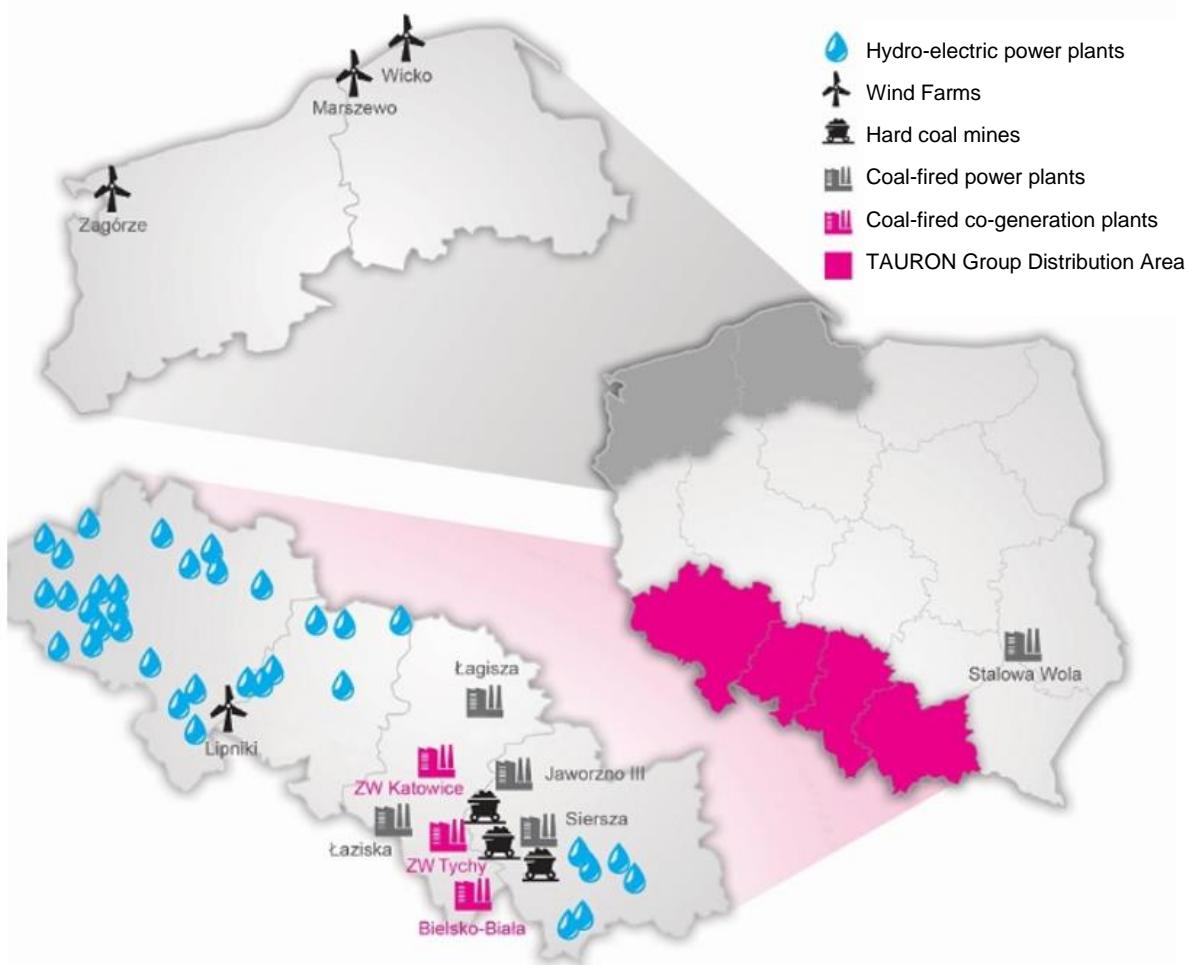 Hydro-electric power plants
Wind Farms
Hard coal mines
Coal-fired power plants
Coal-fired co-generation plants
TAURON Group Distribution Area
Wicko
Marszewo
Zagórze
Stalowa Wola
Łagisza
Lipniki
ZW Katowice
Jaworzno III
Łaziska
Siersza
ZW Tychy
Bielsko-Biała